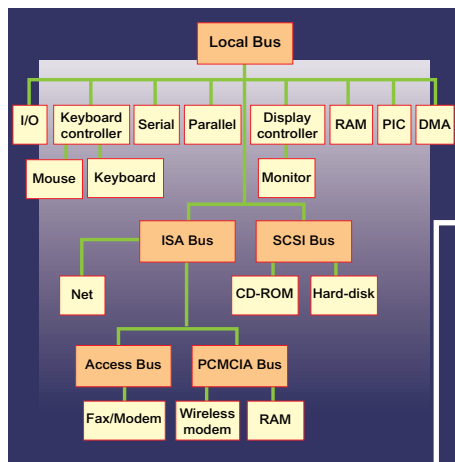 Local Bus
I/O
Keyboard
controller
Serial
Parallel
Display
controller
RAM
PIC
DMA
Mouse
Keyboard
Monitor
ISA Bus
SCSI Bus
Net
CD-ROM
Hard-disk
Access Bus
PCMCIA Bus
Fax/Modem
Wireless
modem
RAM